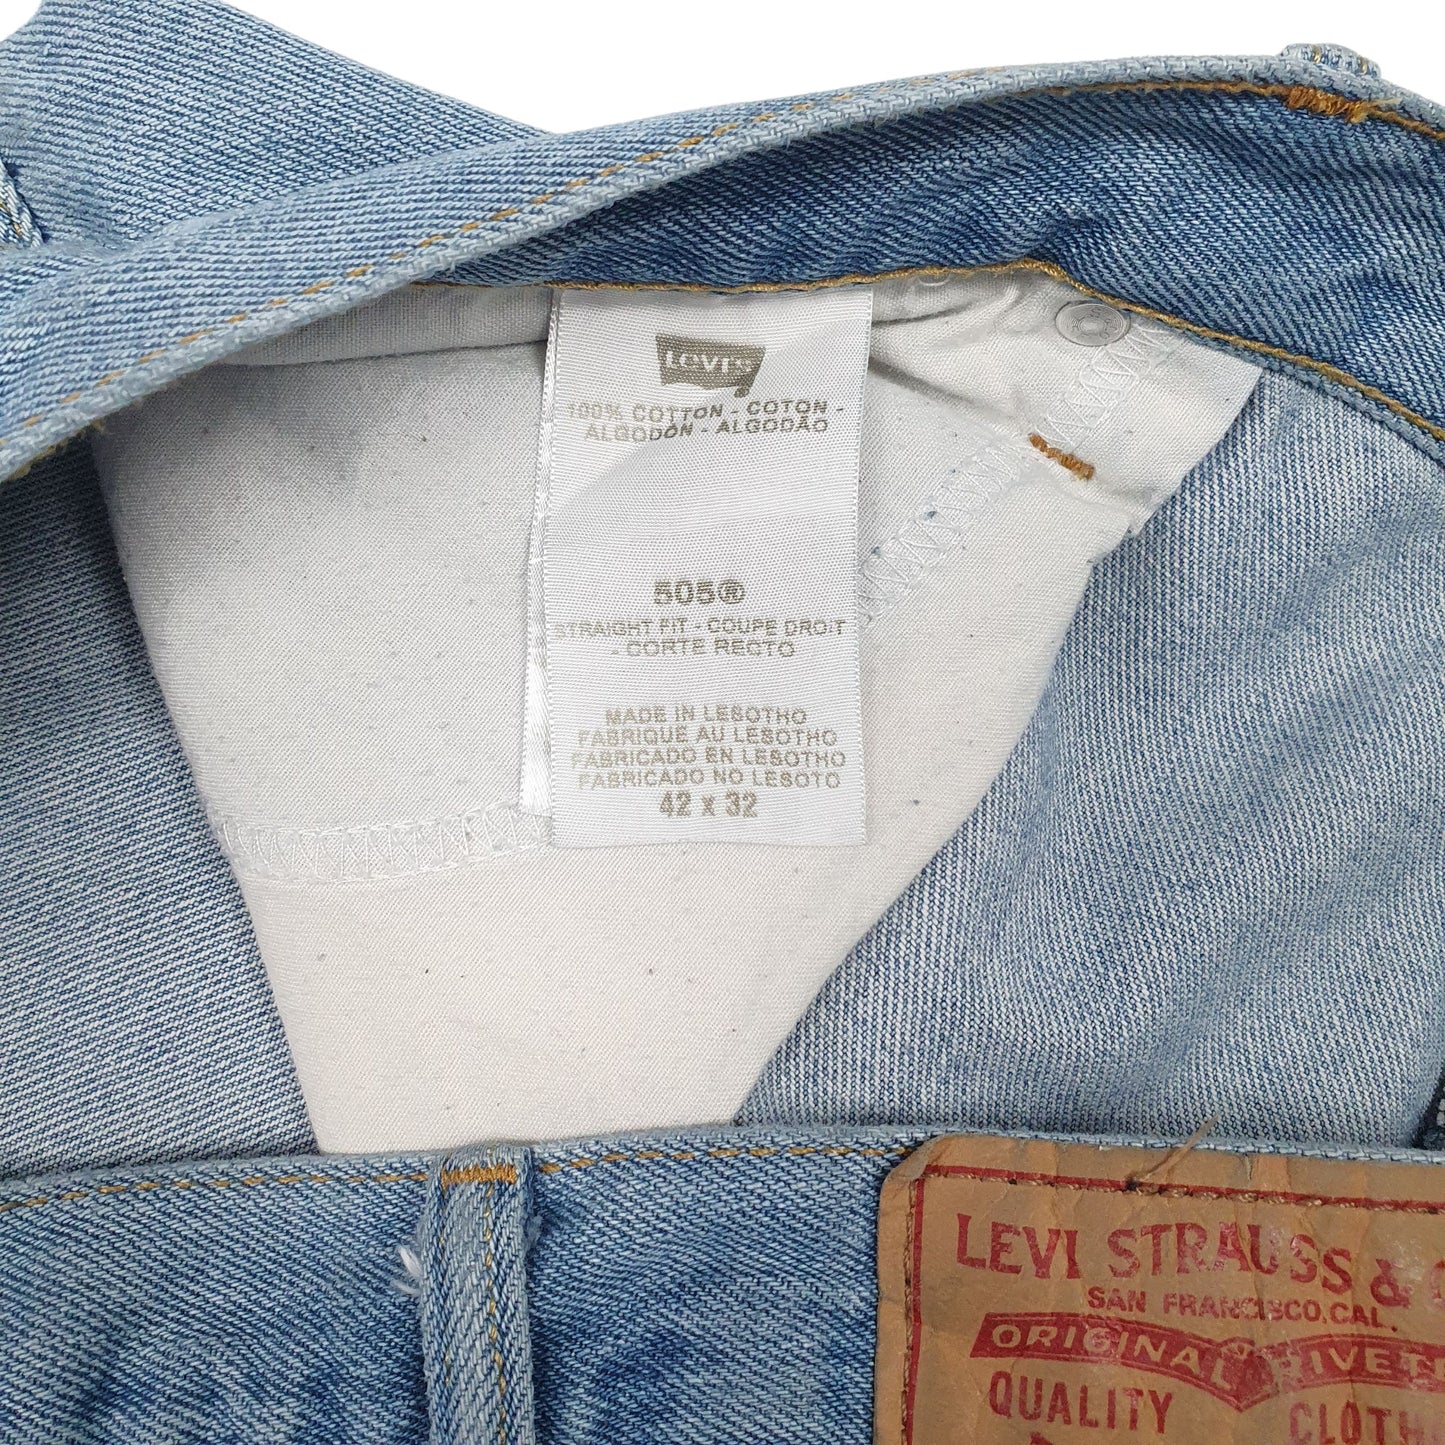 LEVI'S
100% COTTON - COTON -
ALGODÓN - ALGODÃO
505®
STRAIGHT FIT - COUPE DROIT
- CORTE RECTO
MADE IN LESOTHO
FABRIQUE AU LESOTHO
FABRICADO EN LESOTHO
FABRICADO NO LESOTO
42 x 32
LEVI STRAUSS &
SAN FRANCISCO, CAL.
ORIGINAL RIVETE
QUALITY CLOTH